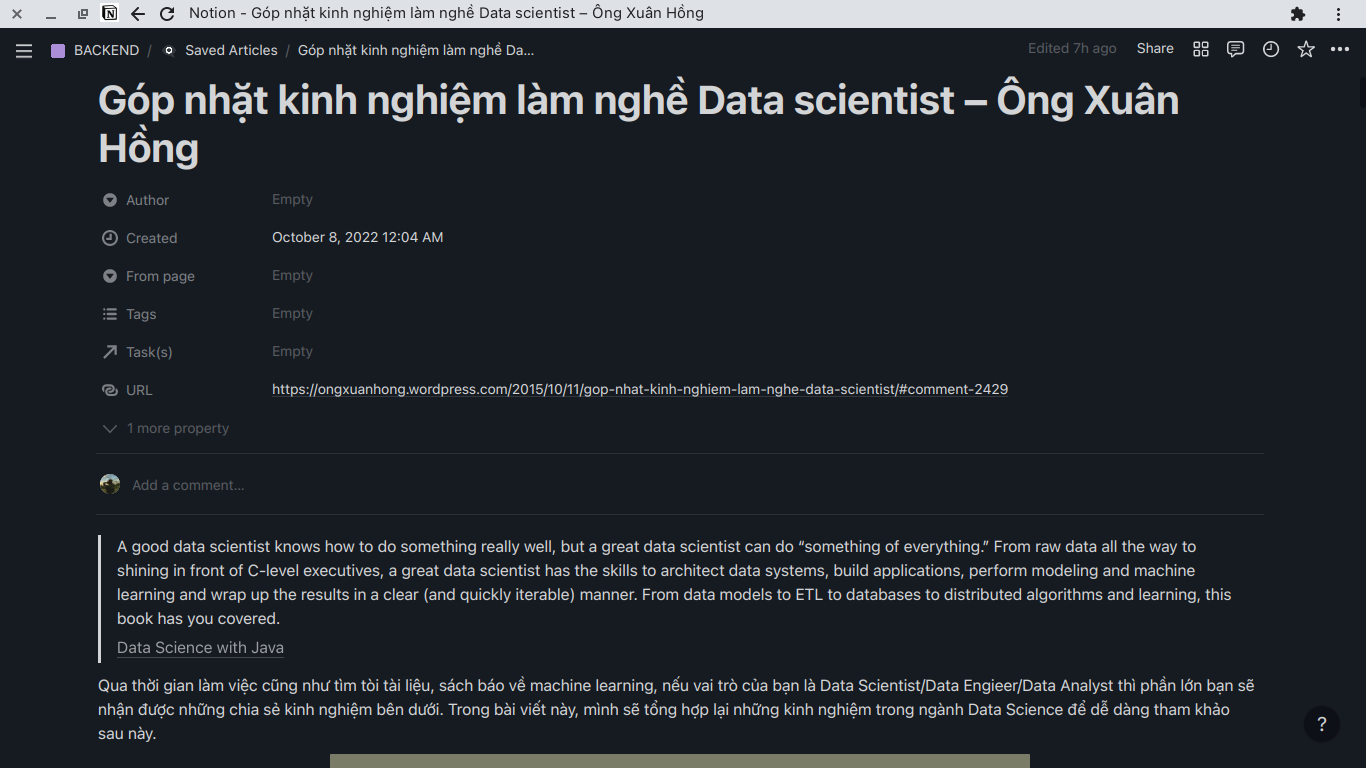 Notion - Góp nhặt kinh nghiệm làm nghề Data scientist – Ông Xuân Hồng
BACKEND / Saved Articles / Góp nhặt kinh nghiệm làm nghề Da...
Edited 7h ago Share
Góp nhặt kinh nghiệm làm nghề Data scientist – Ông Xuân
Hồng
Author Empty
Created October 8, 2022 12:04 AM
From page Empty
Tags Empty
Task(s) Empty
URL https://ongxuanhong.wordpress.com/2015/10/11/gop-nhat-kinh-nghiem-lam-nghe-data-scientist/#comment-2429
1 more property
Add a comment...
A good data scientist knows how to do something really well, but a great data scientist can do “something of everything.” From raw data all the way to
shining in front of C-level executives, a great data scientist has the skills to architect data systems, build applications, perform modeling and machine
learning and wrap up the results in a clear (and quickly iterable) manner. From data models to ETL to databases to distributed algorithms and learning, this
book has you covered.
Data Science with Java
Qua thời gian làm việc cũng như tìm tòi tài liệu, sách báo về machine learning, nếu vai trò của bạn là Data Scientist/Data Engieer/Data Analyst thì phần lớn bạn sẽ
nhận được những chia sẻ kinh nghiệm bên dưới. Trong bài viết này, mình sẽ tổng hợp lại những kinh nghiệm trong ngành Data Science để dễ dàng tham khảo
sau này.
?